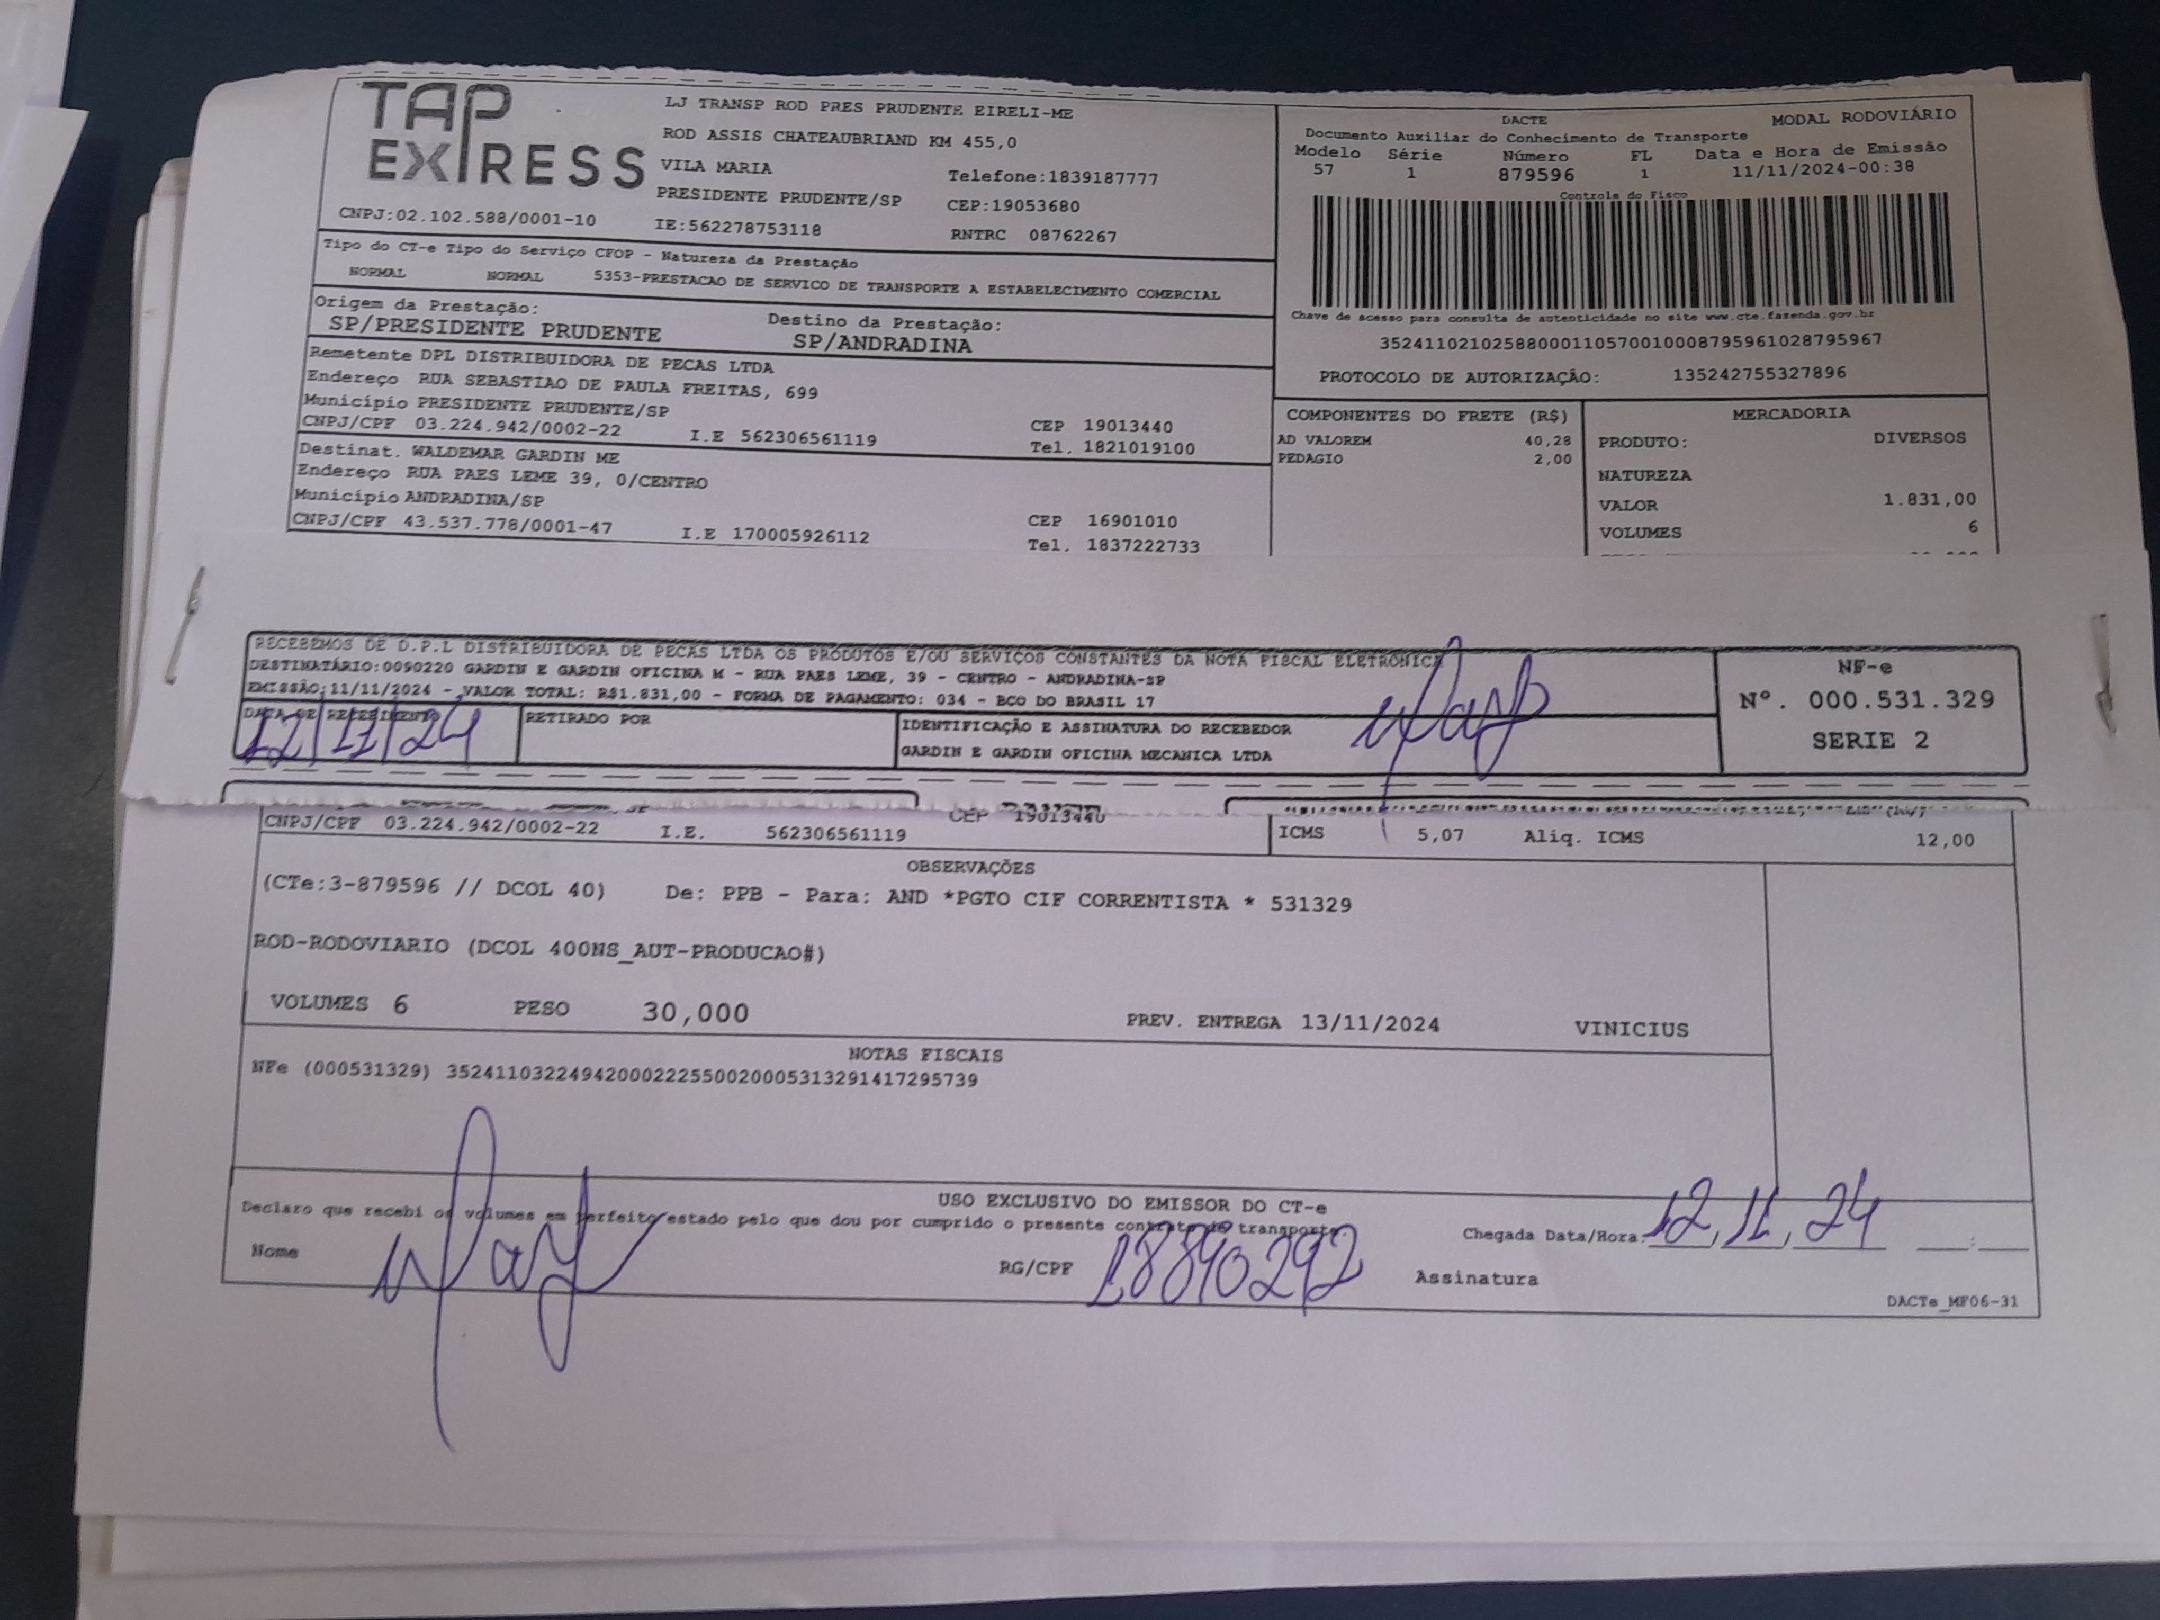 TAP EXPRESS
LJ TRANSP ROD PRES PRUDENTE EIRELI-ME
ROD ASSIS CHATEAUBRIAND KM 455,0
VILA MARIA Telefone:1839187777
PRESIDENTE PRUDENTE/SP CEP:19053680
CNPJ:02.102.588/0001-10 IE:562278753118 RNTRC 08762267
DACTE MODAL RODOVIÁRIO
Documento Auxiliar do Conhecimento de Transporte
Modelo Série Número FL Data e Hora de Emissão
57 1 879596 1 11/11/2024-00:38
Controle do Fisco
Chave de acesso para consulta de autenticidade no site www.cte.fazenda.gov.br
35241102102588000110570010008795961028795967
PROTOCOLO DE AUTORIZAÇÃO: 135242755327896
Tipo do CT-e Tipo do Serviço CFOP - Natureza da Prestação
NORMAL NORMAL 5353-PRESTACAO DE SERVICO DE TRANSPORTE A ESTABELECIMENTO COMERCIAL
Origem da Prestação: Destino da Prestação:
SP/PRESIDENTE PRUDENTE SP/ANDRADINA
Remetente DPL DISTRIBUIDORA DE PECAS LTDA
Endereço RUA SEBASTIAO DE PAULA FREITAS, 699
Município PRESIDENTE PRUDENTE/SP CEP 19013440
CNPJ/CPF 03.224.942/0002-22 I.E 562306561119 Tel. 1821019100
Destinat. WALDEMAR GARDIN ME
Endereço RUA PAES LEME 39, 0/CENTRO
Município ANDRADINA/SP CEP 16901010
CNPJ/CPF 43.537.778/0001-47 I.E 170005926112 Tel. 1837222733
COMPONENTES DO FRETE (R$)
AD VALOREM 40,28
PEDAGIO 2,00
MERCADORIA
PRODUTO: DIVERSOS
NATUREZA
VALOR 1.831,00
VOLUMES 6
RECEBEMOS DE D.P.L DISTRIBUIDORA DE PECAS LTDA OS PRODUTOS E/OU SERVIÇOS CONSTANTES DA NOTA FISCAL ELETRÔNICA
DESTINATÁRIO:0090220 GARDIN E GARDIN OFICINA M - RUA PAES LEME, 39 - CENTRO - ANDRADINA-SP
EMISSÃO:11/11/2024 - VALOR TOTAL: R$1.831,00 - FORMA DE PAGAMENTO: 034 - BCO DO BRASIL 17
DATA DE RECEBIMENTO RETIRADO POR IDENTIFICAÇÃO E ASSINATURA DO RECEBEDOR
12/11/24 GARDIN E GARDIN OFICINA MECANICA LTDA
NF-e
Nº. 000.531.329
SERIE 2
CEP 19013440
CNPJ/CPF 03.224.942/0002-22 I.E. 562306561119
ICMS 5,07 Aliq. ICMS 12,00
OBSERVAÇÕES
(CTe:3-879596 // DCOL 40) De: PPB - Para: AND *PGTO CIF CORRENTISTA * 531329
ROD-RODOVIARIO (DCOL 400NS_AUT-PRODUCAO#)
VOLUMES 6 PESO 30,000 PREV. ENTREGA 13/11/2024 VINICIUS
NOTAS FISCAIS
NFe (000531329) 35241103224942000222550020005313291417295739
USO EXCLUSIVO DO EMISSOR DO CT-e
Declaro que recebi os volumes em perfeito estado pelo que dou por cumprido o presente contrato de transporte.
Chegada Data/Hora: 12, 11, 24
Nome RG/CPF 18890292 Assinatura
DACTe_MF06-31